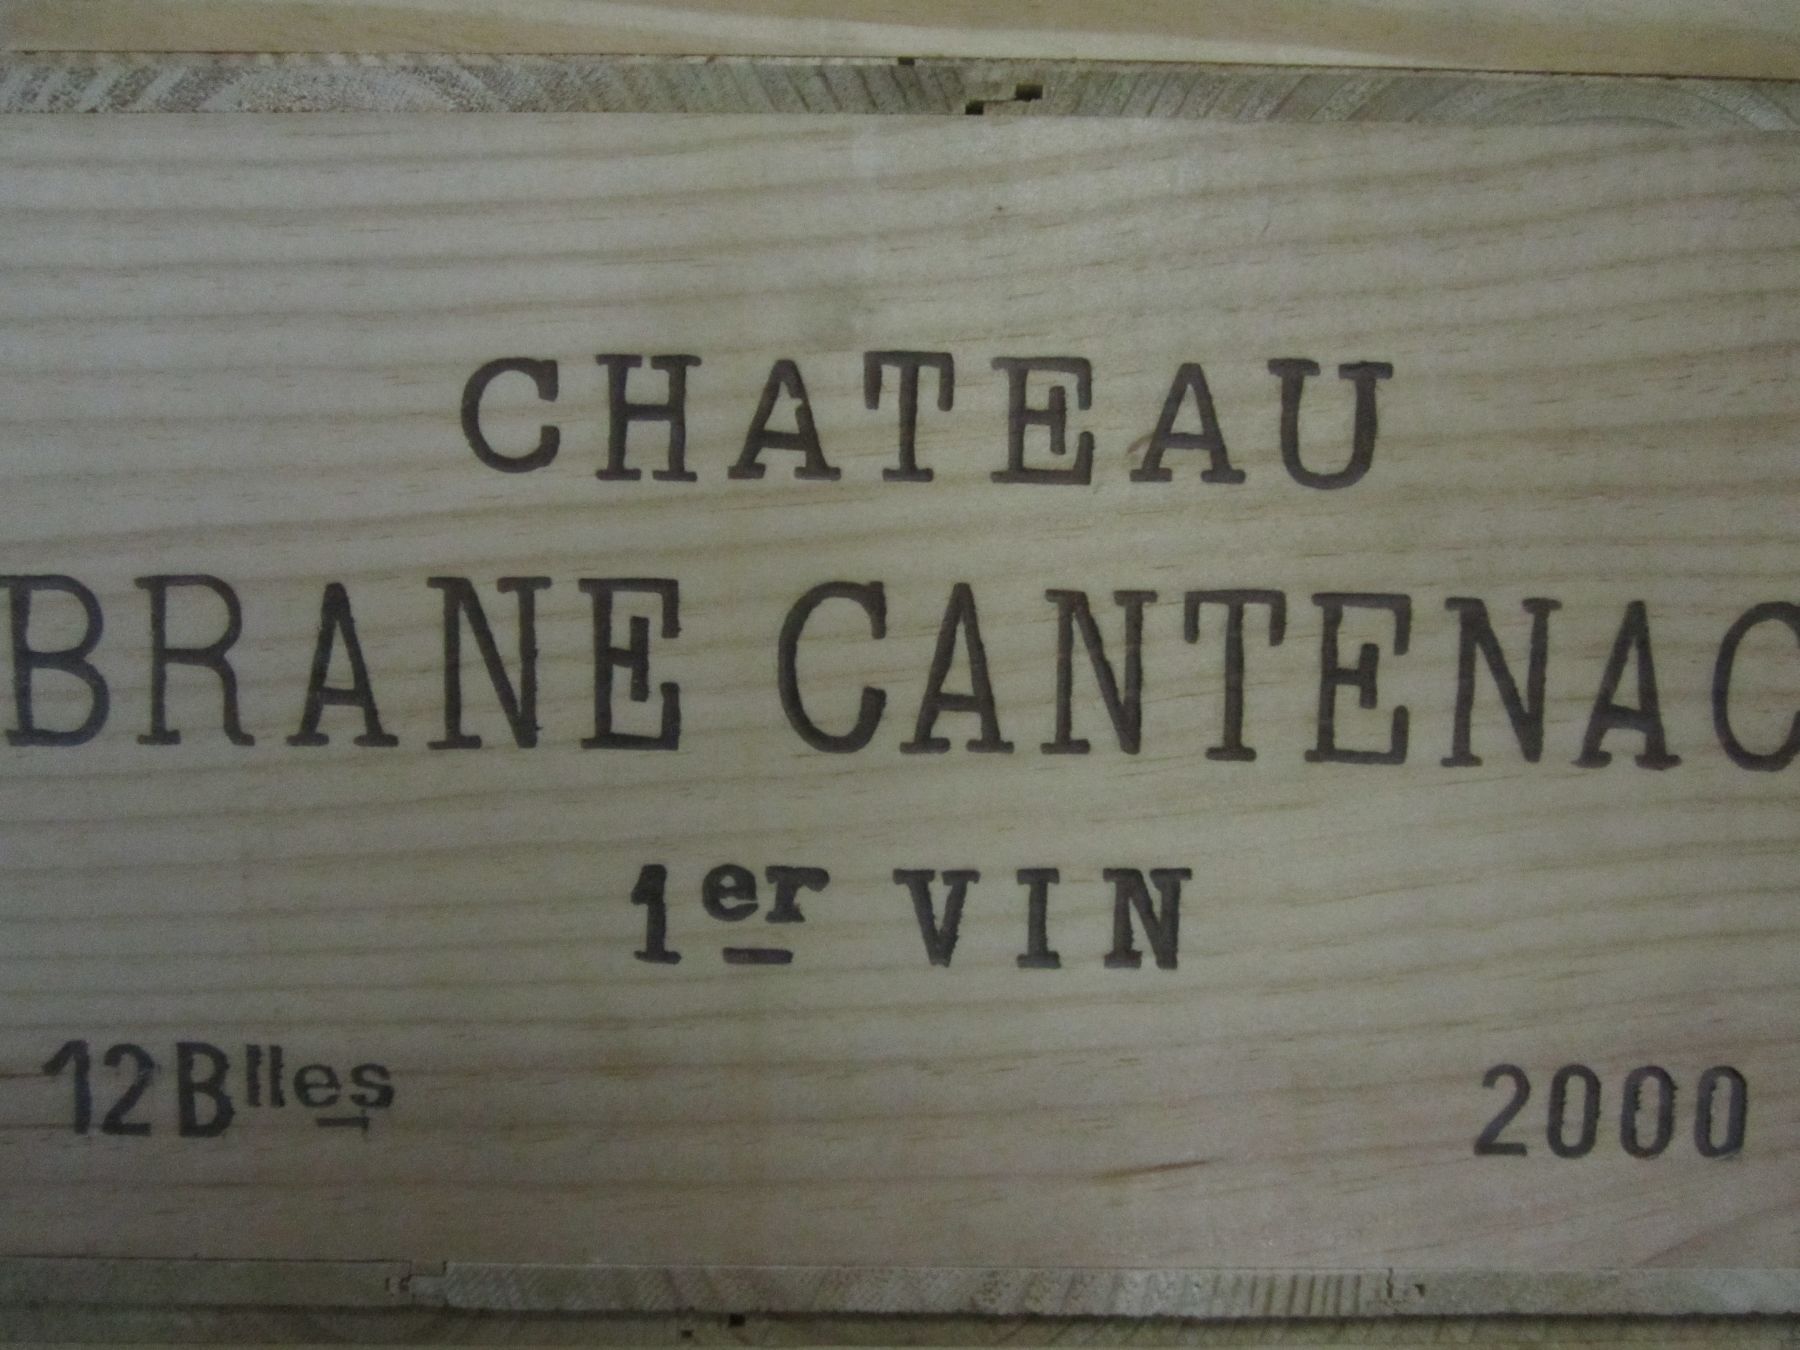 CHATEAU
BRANE CANTENAC
1er VIN
12 Blles 2000